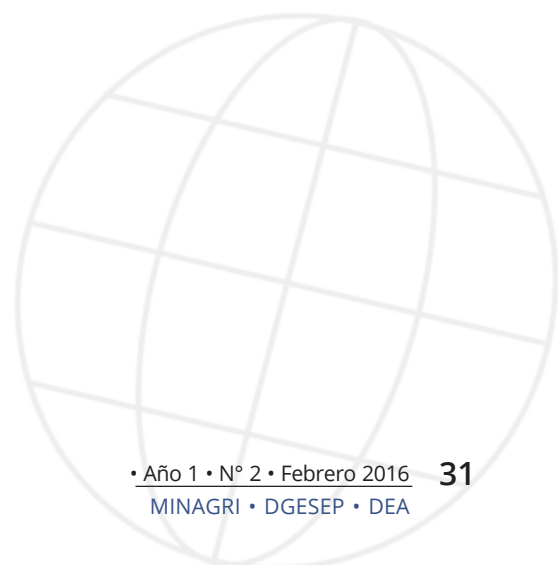 • Año 1 • N° 2 • Febrero 2016 31
MINAGRI • DGESEP • DEA